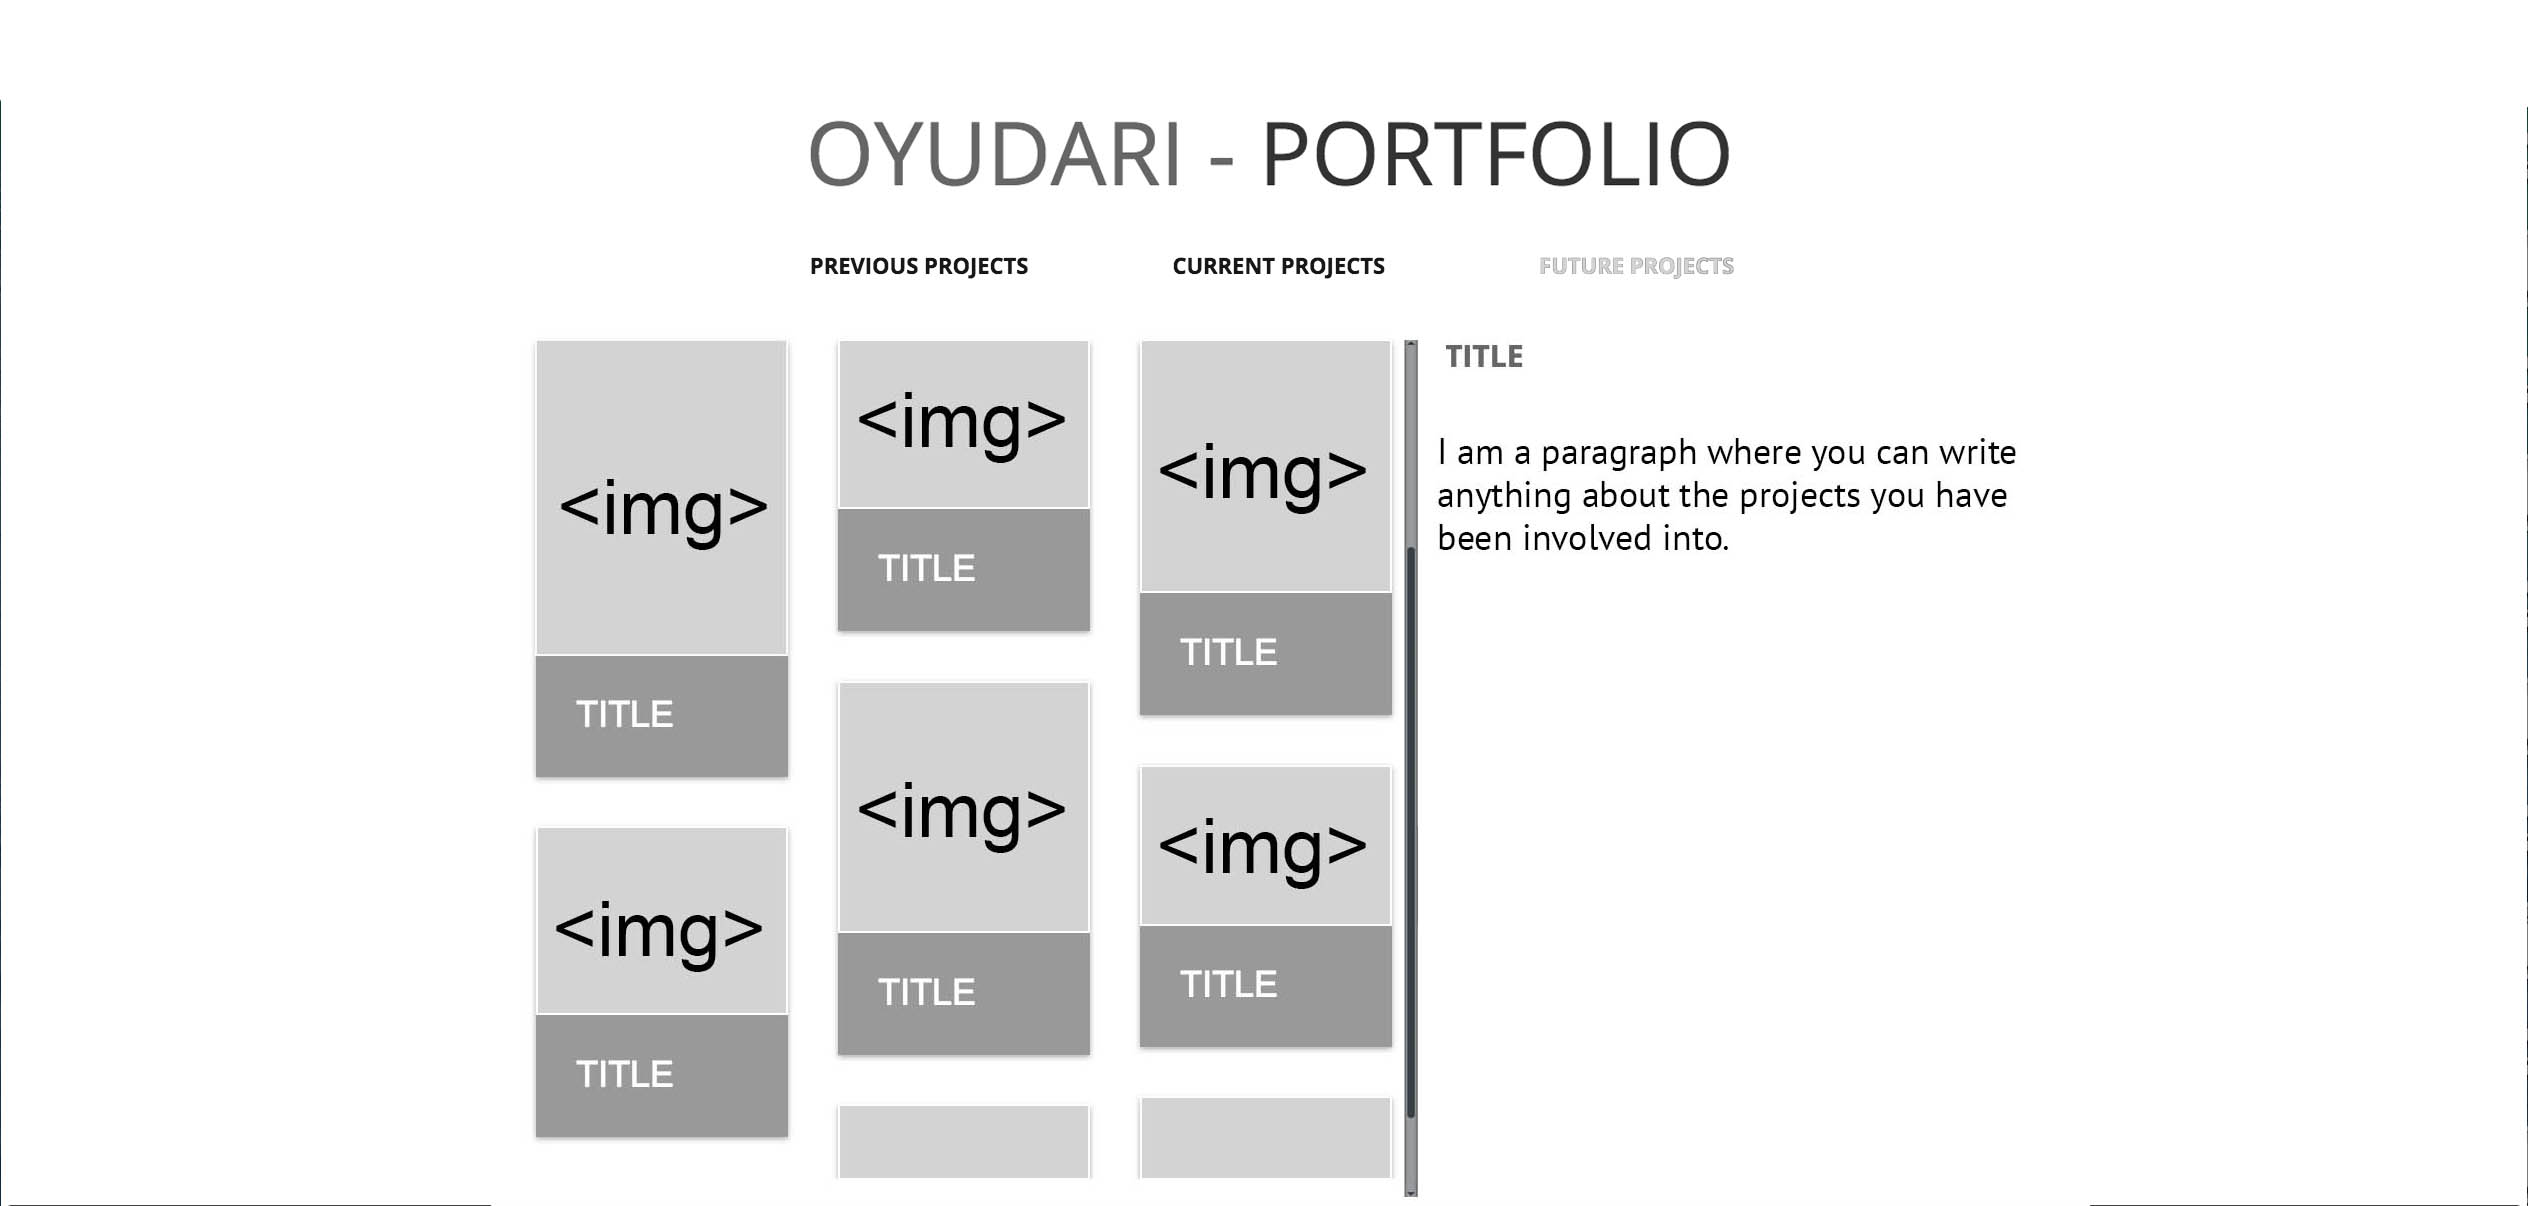 OYUDARI - PORTFOLIO
PREVIOUS PROJECTS
CURRENT PROJECTS
FUTURE PROJECTS
<img>
TITLE
<img>
TITLE
<img>
TITLE
<img>
TITLE
<img>
TITLE
<img>
TITLE
TITLE
I am a paragraph where you can write
anything about the projects you have
been involved into.